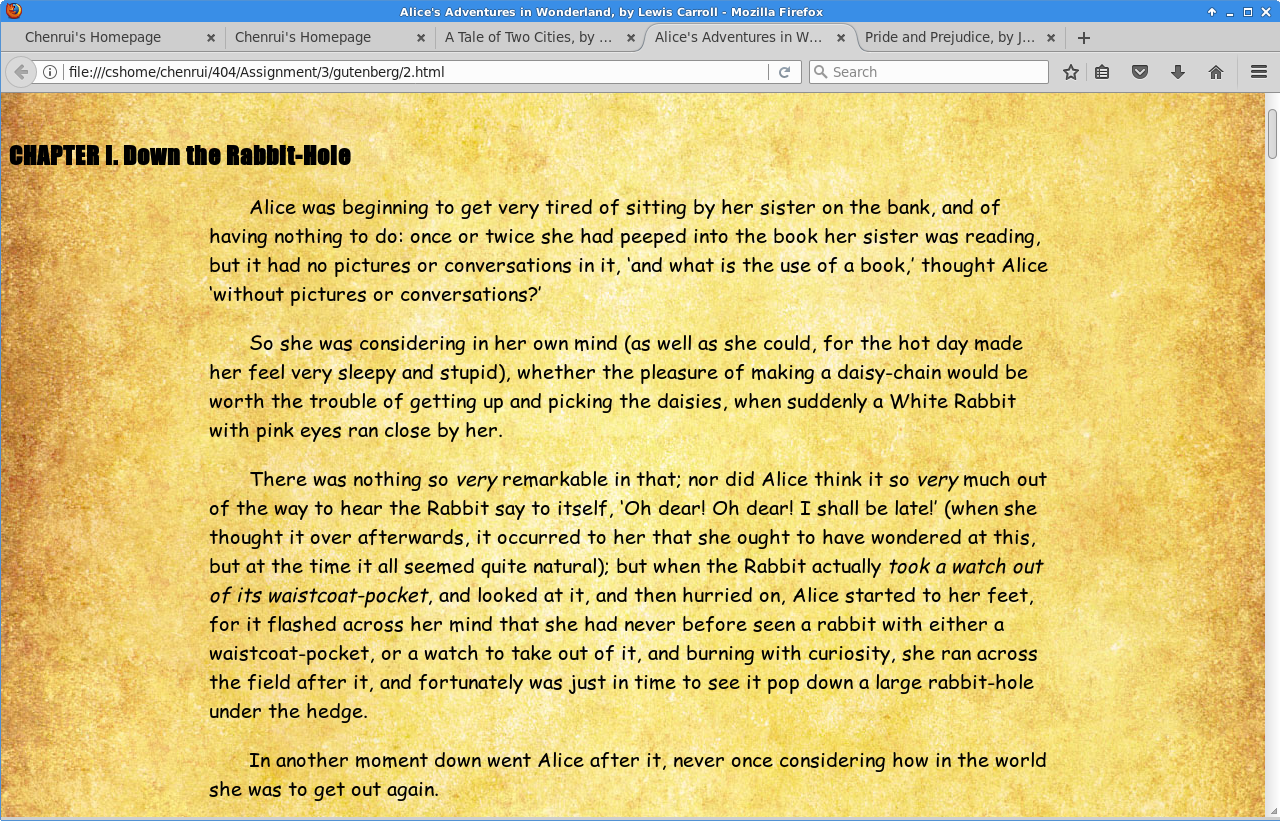 Alice's Adventures in Wonderland, by Lewis Carroll - Mozilla Firefox
Chenrui's Homepage
Chenrui's Homepage
A Tale of Two Cities, by ...
Alice's Adventures in W...
Pride and Prejudice, by J...
file:///cshome/chenrui/404/Assignment/3/gutenberg/2.html
Search
CHAPTER I. Down the Rabbit-Hole
Alice was beginning to get very tired of sitting by her sister on the bank, and of
having nothing to do: once or twice she had peeped into the book her sister was reading,
but it had no pictures or conversations in it, ‘and what is the use of a book,’ thought Alice
‘without pictures or conversations?’
So she was considering in her own mind (as well as she could, for the hot day made
her feel very sleepy and stupid), whether the pleasure of making a daisy-chain would be
worth the trouble of getting up and picking the daisies, when suddenly a White Rabbit
with pink eyes ran close by her.
There was nothing so very remarkable in that; nor did Alice think it so very much out
of the way to hear the Rabbit say to itself, ‘Oh dear! Oh dear! I shall be late!’ (when she
thought it over afterwards, it occurred to her that she ought to have wondered at this,
but at the time it all seemed quite natural); but when the Rabbit actually took a watch out
of its waistcoat-pocket, and looked at it, and then hurried on, Alice started to her feet,
for it flashed across her mind that she had never before seen a rabbit with either a
waistcoat-pocket, or a watch to take out of it, and burning with curiosity, she ran across
the field after it, and fortunately was just in time to see it pop down a large rabbit-hole
under the hedge.
In another moment down went Alice after it, never once considering how in the world
she was to get out again.